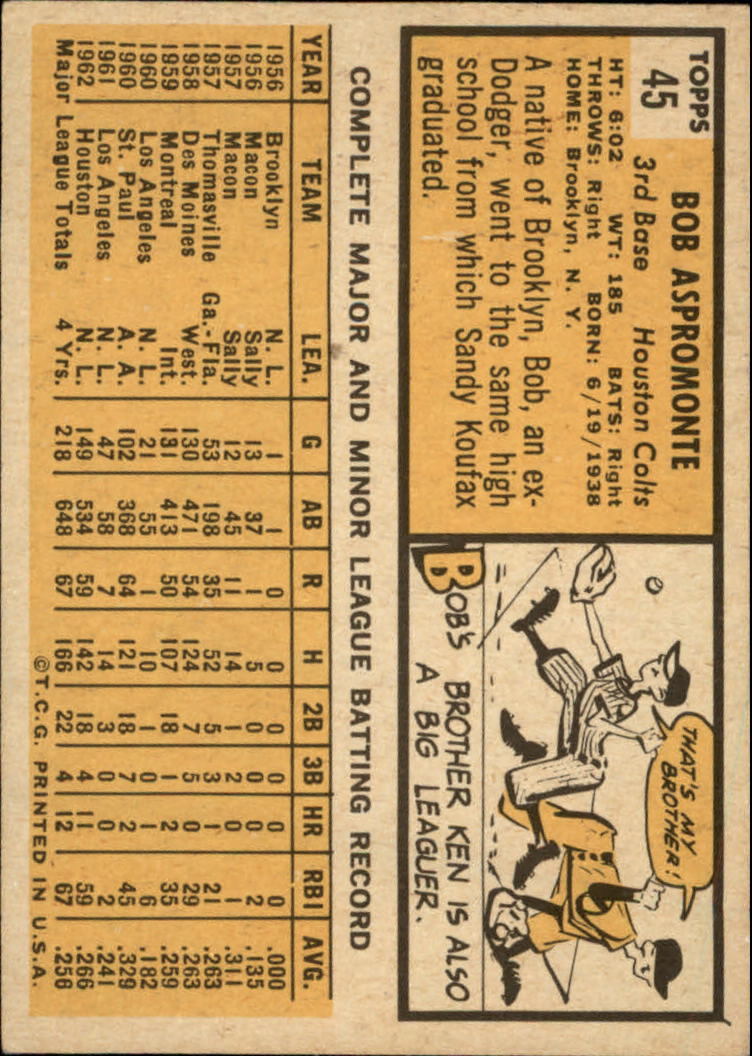 TOPPS
45
BOB ASPROMONTE
3rd Base Houston Colts
HT: 6:02 WT: 185 BATS: Right
THROWS: Right BORN: 6/19/1938
HOME: Brooklyn, N. Y.
A native of Brooklyn, Bob, an ex-
Dodger, went to the same high
school from which Sandy Koufax
graduated.
THAT'S MY
BROTHER!
BOB'S BROTHER KEN IS ALSO
A BIG LEAGUER.
COMPLETE MAJOR AND MINOR LEAGUE BATTING RECORD
YEAR TEAM LEA. G AB R H 2B 3B HR RBI AVG.
1956 Brooklyn N. L. 1 1 0 0 0 0 0 0 .000
1956 Macon Sally 13 37 1 5 0 0 0 2 .135
1957 Macon Sally 12 45 11 14 1 2 0 1 .311
1957 Thomasville Ga.-Fla. 53 198 35 52 5 3 1 21 .263
1958 Des Moines West. 130 471 54 124 7 5 0 29 .263
1959 Montreal Int. 131 413 50 107 18 1 2 35 .259
1960 Los Angeles N. L. 21 55 1 10 1 0 1 6 .182
1960 St. Paul A. A. 102 368 64 121 18 7 2 45 .329
1961 Los Angeles N. L. 47 58 7 14 3 0 0 2 .241
1962 Houston N. L. 149 534 59 142 18 4 11 59 .266
Major League Totals 4 Yrs. 218 648 67 166 22 4 12 67 .256
©T.C.G. PRINTED IN U.S.A.